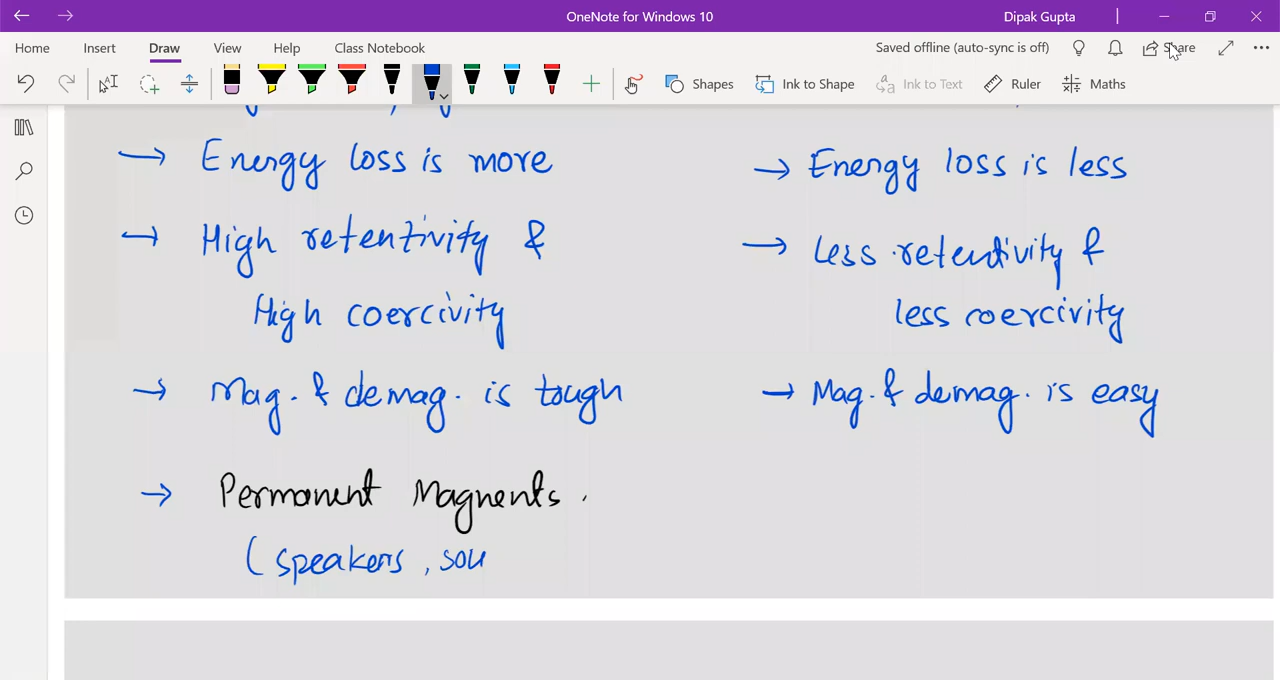 OneNote for Windows 10
Dipak Gupta
Home Insert Draw View Help Class Notebook
Saved offline (auto-sync is off) Share
Shapes Ink to Shape Ink to Text Ruler Maths
→ Energy loss is more
→ Energy loss is less
→ High retentivity &
High coercivity
→ Less retentivity &
less coercivity
→ Mag. & demag. is tough
→ Mag. & demag. is easy
→ Permanent Magnents .
(speakers, sou